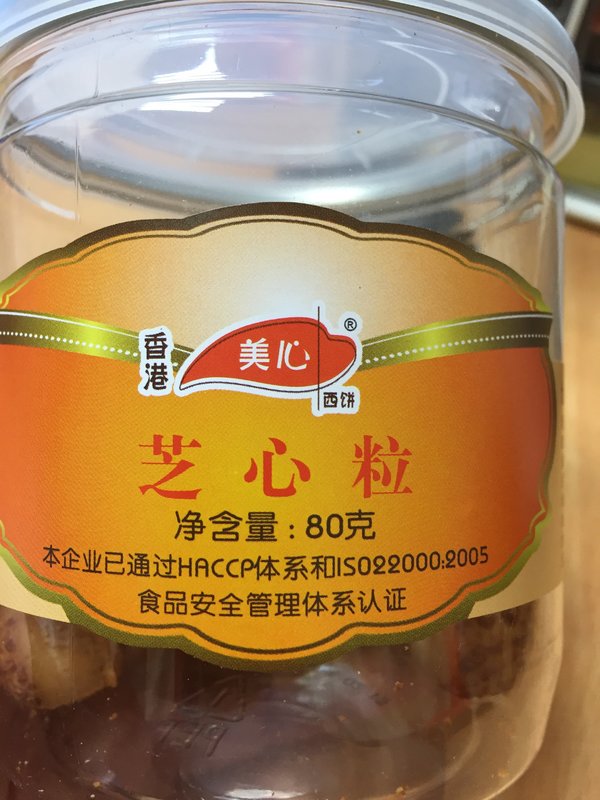 香港
美心®
西饼
芝心粒
净含量：80克
本企业已通过HACCP体系和ISO22000:2005
食品安全管理体系认证